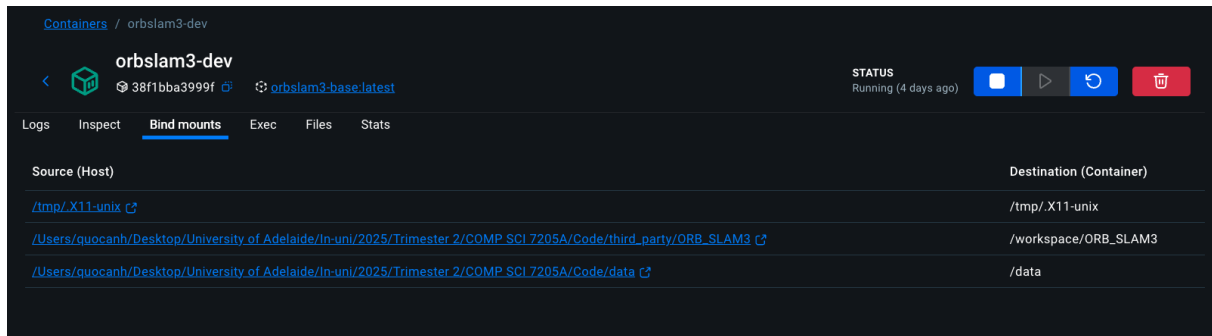 Containers / orbslam3-dev
orbslam3-dev
38f1bba3999f orbslam3-base:latest
STATUS
Running (4 days ago)
Logs Inspect Bind mounts Exec Files Stats
Source (Host) Destination (Container)
/tmp/.X11-unix /tmp/.X11-unix
/Users/quocanh/Desktop/University of Adelaide/In-uni/2025/Trimester 2/COMP SCI 7205A/Code/third_party/ORB_SLAM3 /workspace/ORB_SLAM3
/Users/quocanh/Desktop/University of Adelaide/In-uni/2025/Trimester 2/COMP SCI 7205A/Code/data /data